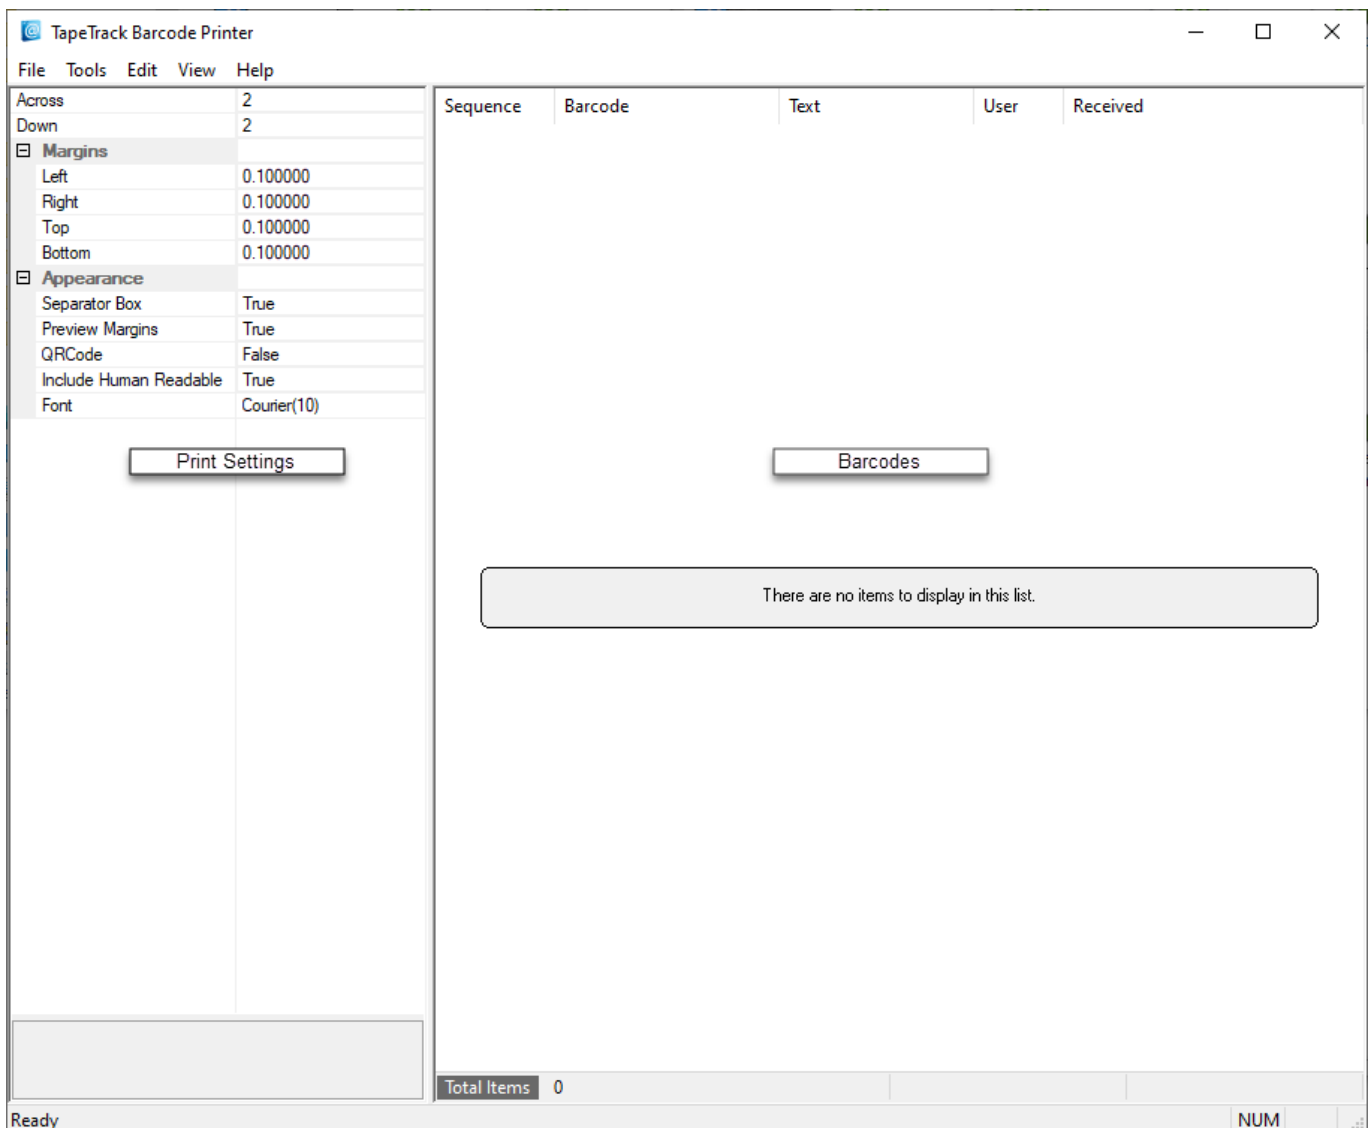 TapeTrack Barcode Printer
File Tools Edit View Help
Across 2
Down 2
Margins
Left 0.100000
Right 0.100000
Top 0.100000
Bottom 0.100000
Appearance
Separator Box True
Preview Margins True
QRCode False
Include Human Readable True
Font Courier(10)
Print Settings
Sequence Barcode Text User Received
Barcodes
There are no items to display in this list.
Total Items 0
Ready NUM